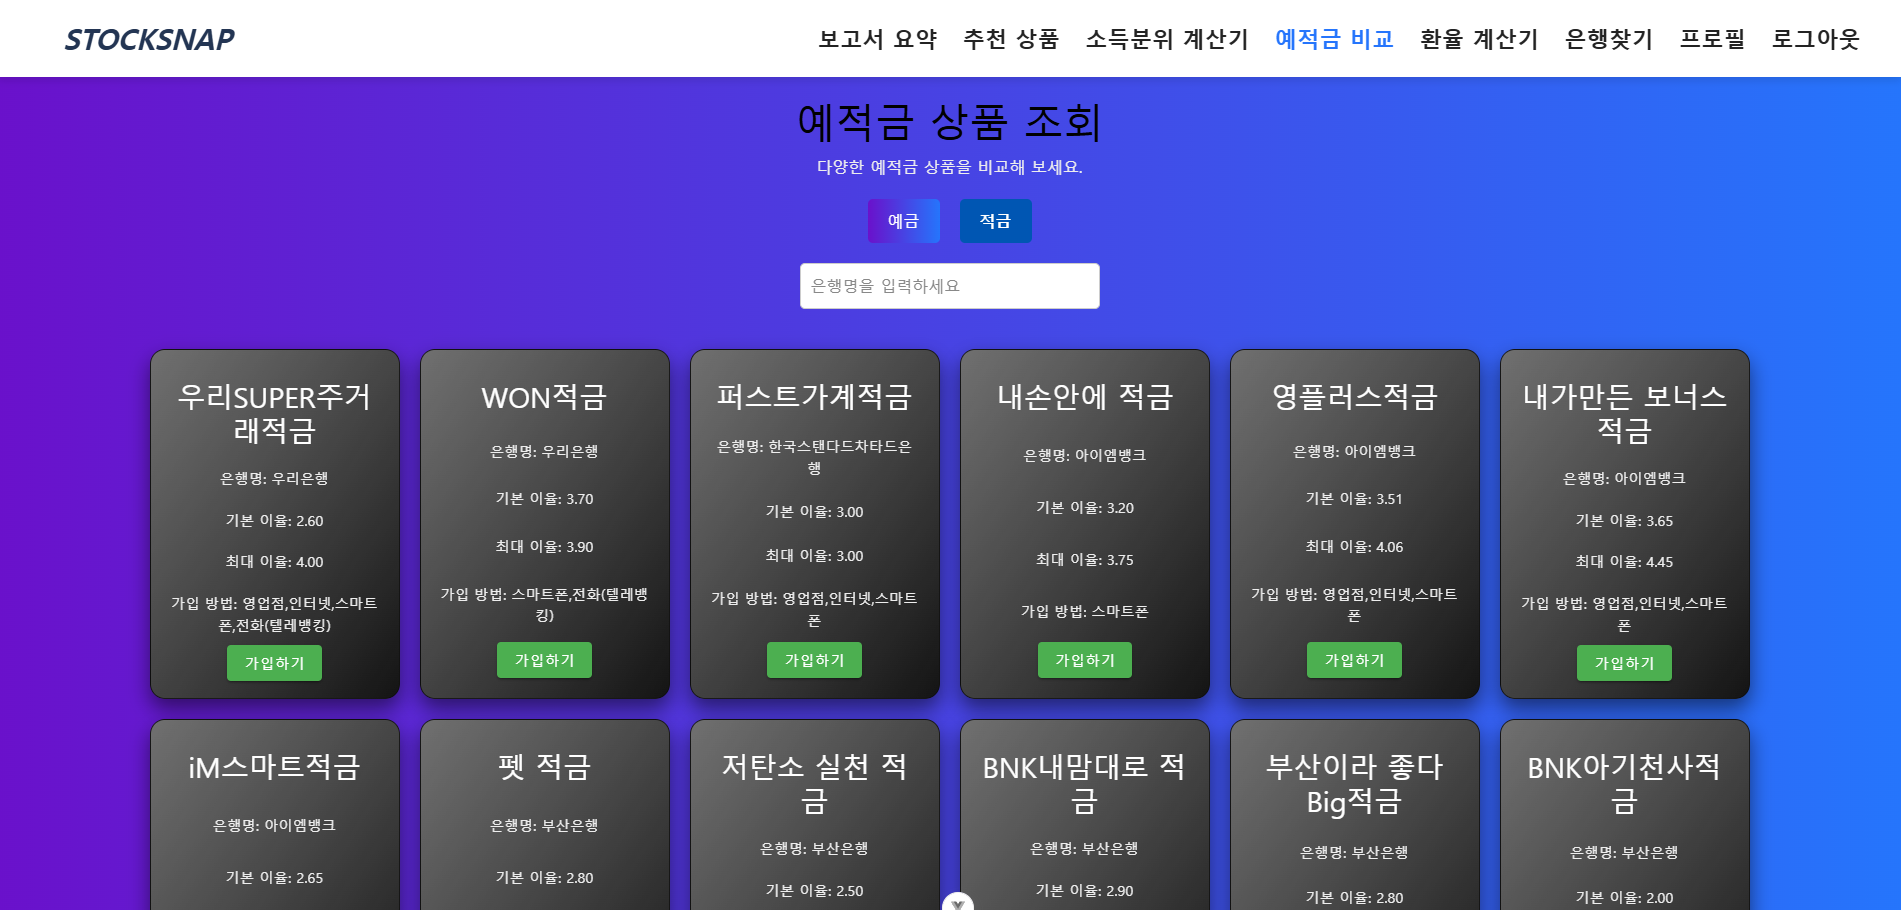 STOCKSNAP
보고서 요약 추천 상품 소득분위 계산기 예적금 비교 환율 계산기 은행찾기 프로필 로그아웃
예적금 상품 조회
다양한 예적금 상품을 비교해 보세요.
예금 적금
은행명을 입력하세요
우리SUPER주거
래적금
은행명: 우리은행
기본 이율: 2.60
최대 이율: 4.00
가입 방법: 영업점,인터넷,스마트
폰,전화(텔레뱅킹)
가입하기
WON적금
은행명: 우리은행
기본 이율: 3.70
최대 이율: 3.90
가입 방법: 스마트폰,전화(텔레뱅
킹)
가입하기
퍼스트가계적금
은행명: 한국스탠다드차타드은
행
기본 이율: 3.00
최대 이율: 3.00
가입 방법: 영업점,인터넷,스마트
폰
가입하기
내손안에 적금
은행명: 아이엠뱅크
기본 이율: 3.20
최대 이율: 3.75
가입 방법: 스마트폰
가입하기
영플러스적금
은행명: 아이엠뱅크
기본 이율: 3.51
최대 이율: 4.06
가입 방법: 영업점,인터넷,스마트
폰
가입하기
내가만든 보너스
적금
은행명: 아이엠뱅크
기본 이율: 3.65
최대 이율: 4.45
가입 방법: 영업점,인터넷,스마트
폰
가입하기
iM스마트적금
은행명: 아이엠뱅크
기본 이율: 2.65
펫 적금
은행명: 부산은행
기본 이율: 2.80
저탄소 실천 적
금
은행명: 부산은행
기본 이율: 2.50
BNK내맘대로 적
금
은행명: 부산은행
기본 이율: 2.90
부산이라 좋다
Big적금
은행명: 부산은행
기본 이율: 2.80
BNK아기천사적
금
은행명: 부산은행
기본 이율: 2.00